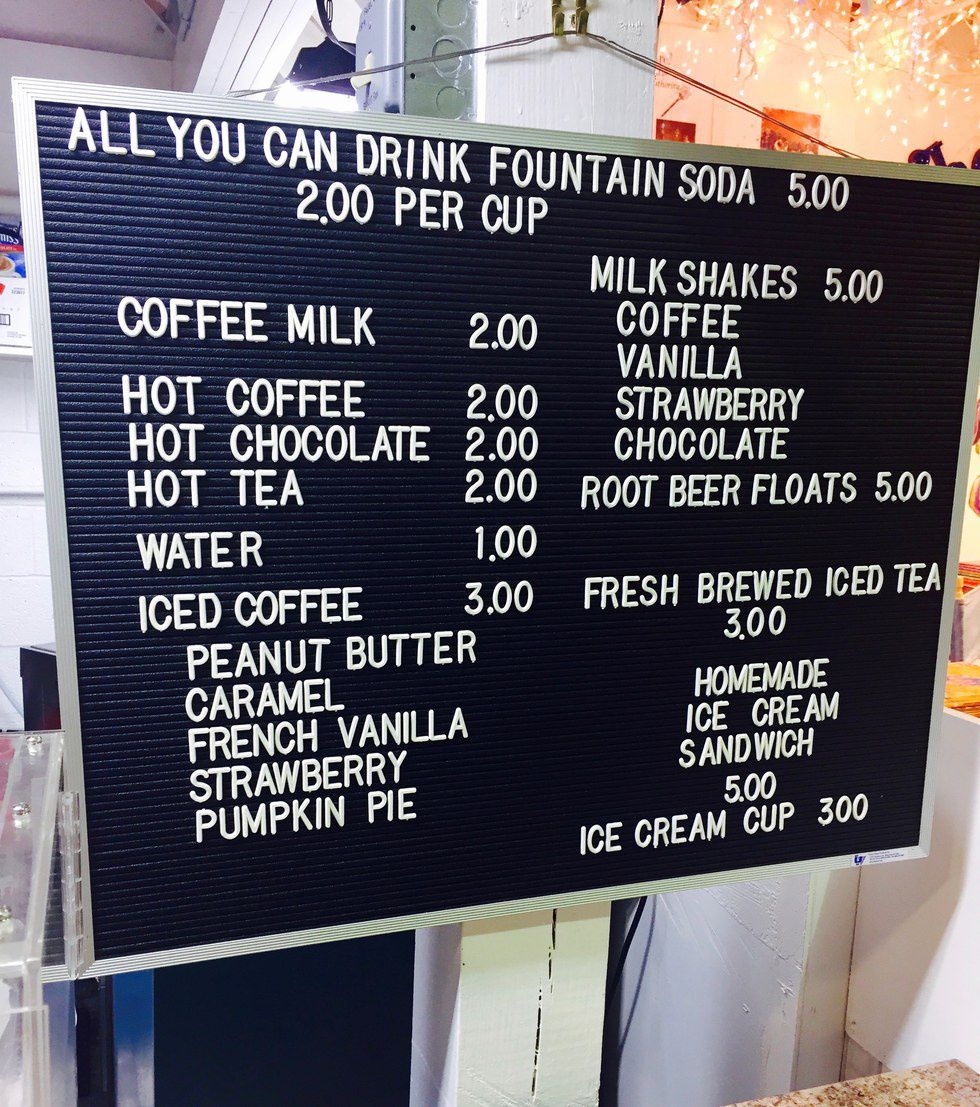 ALL YOU CAN DRINK FOUNTAIN SODA 5.00
2.00 PER CUP
COFFEE MILK 2.00
HOT COFFEE 2.00
HOT CHOCOLATE 2.00
HOT TEA 2.00
WATER 1.00
ICED COFFEE 3.00
PEANUT BUTTER
CARAMEL
FRENCH VANILLA
STRAWBERRY
PUMPKIN PIE
MILK SHAKES 5.00
COFFEE
VANILLA
STRAWBERRY
CHOCOLATE
ROOT BEER FLOATS 5.00
FRESH BREWED ICED TEA
3.00
HOMEMADE
ICE CREAM
SANDWICH
5.00
ICE CREAM CUP 300